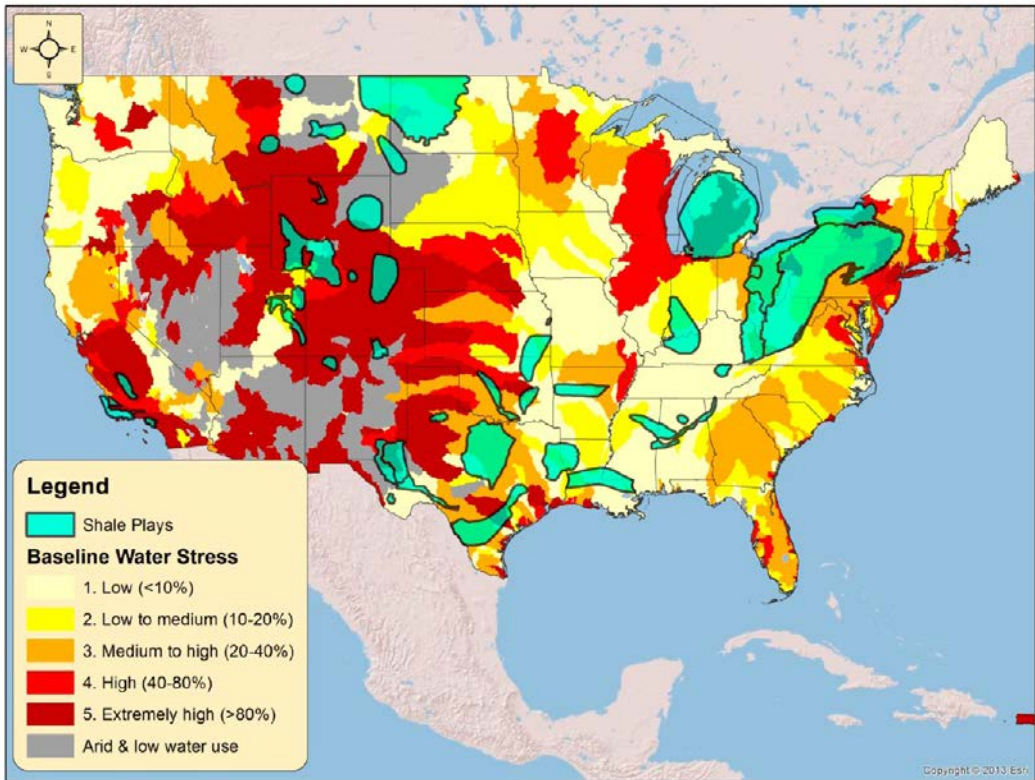 N
W E
S
Legend
Shale Plays
Baseline Water Stress
1. Low (<10%)
2. Low to medium (10-20%)
3. Medium to high (20-40%)
4. High (40-80%)
5. Extremely high (>80%)
Arid & low water use
Copyright © 2013 Esri